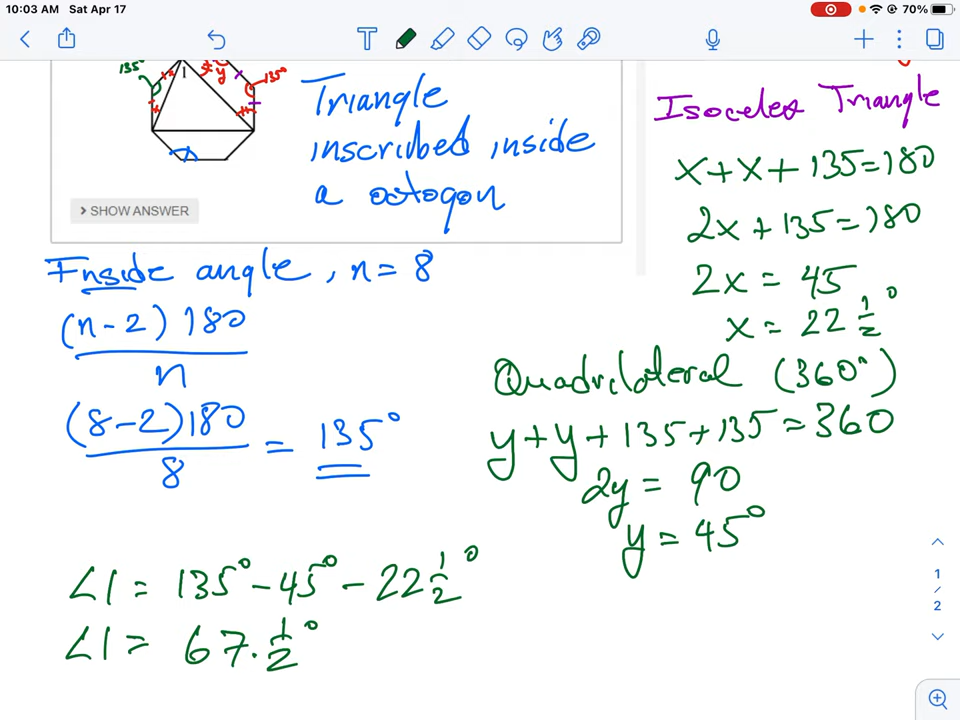 10:03 AM Sat Apr 17
70%
T
135°
1
x
y
135°
Triangle
inscribed inside
a octogon
> SHOW ANSWER
Isoceles Triangle
x + x + 135 = 180
2x + 135 = 180
2x = 45
x = 22 1/2°
Inside angle, n = 8
(n - 2) 180
n
(8 - 2) 180
8
= 135°
Quadrilateral (360°)
y + y + 135 + 135 = 360
2y = 90
y = 45°
∠1 = 135° - 45° - 22 1/2°
∠1 = 67. 1/2°
1
/
2